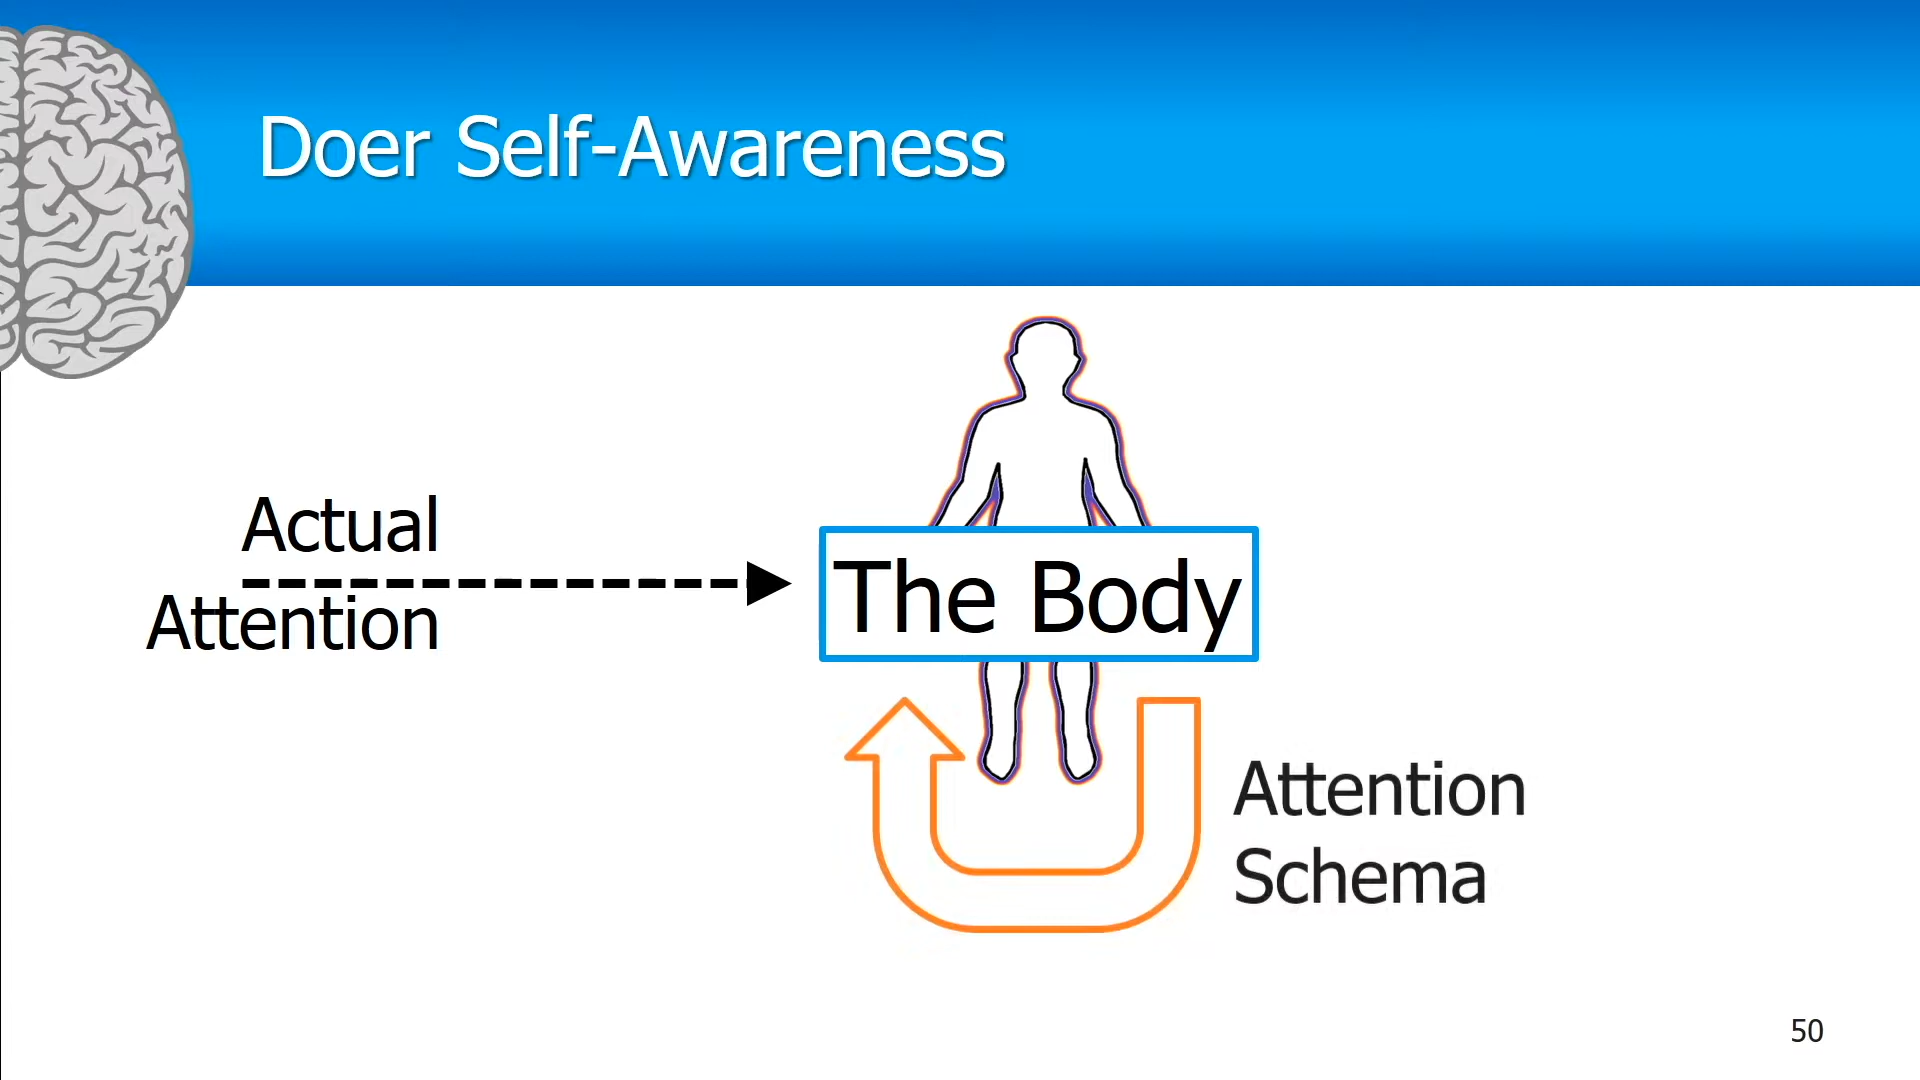 Doer Self-Awareness
Actual
Attention
The Body
Attention
Schema
50